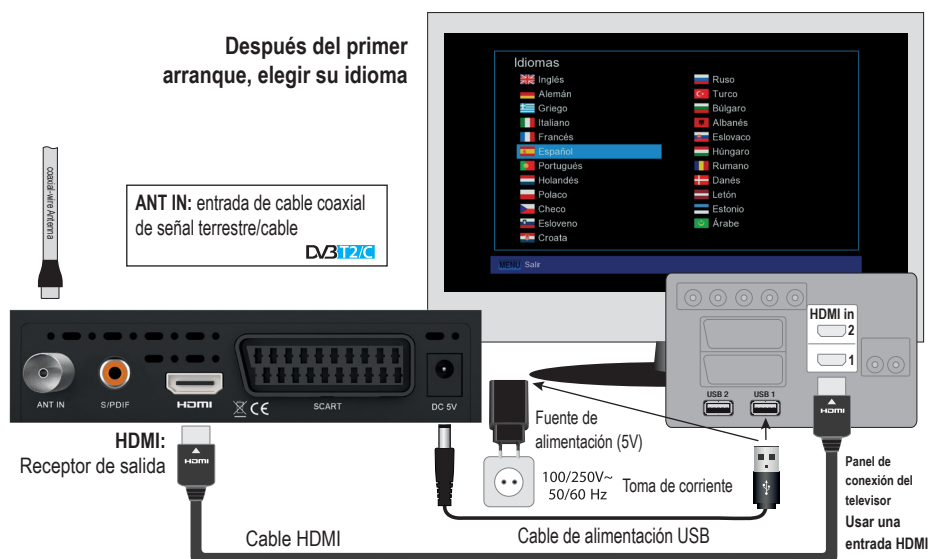 Después del primer
arranque, elegir su idioma
Idiomas
Inglés
Alemán
Griego
Italiano
Francés
Español
Portugués
Holandés
Polaco
Checo
Esloveno
Croata
Ruso
Turco
Búlgaro
Albanés
Eslovaco
Húngaro
Rumano
Danés
Letón
Estonio
Árabe
MENU Salir
coaxial-wire Antenna
ANT IN: entrada de cable coaxial
de señal terrestre/cable
DVB T2/C
HDMI in
2
1
USB 2
USB 1
HDMI
ANT IN
S/PDIF
HDMI
CE
SCART
DC 5V
HDMI:
Receptor de salida
HDMI
Fuente de
alimentación (5V)
100/250V~
50/60 Hz
Toma de corriente
Cable HDMI
Cable de alimentación USB
Panel de
conexión del
televisor
Usar una
entrada HDMI